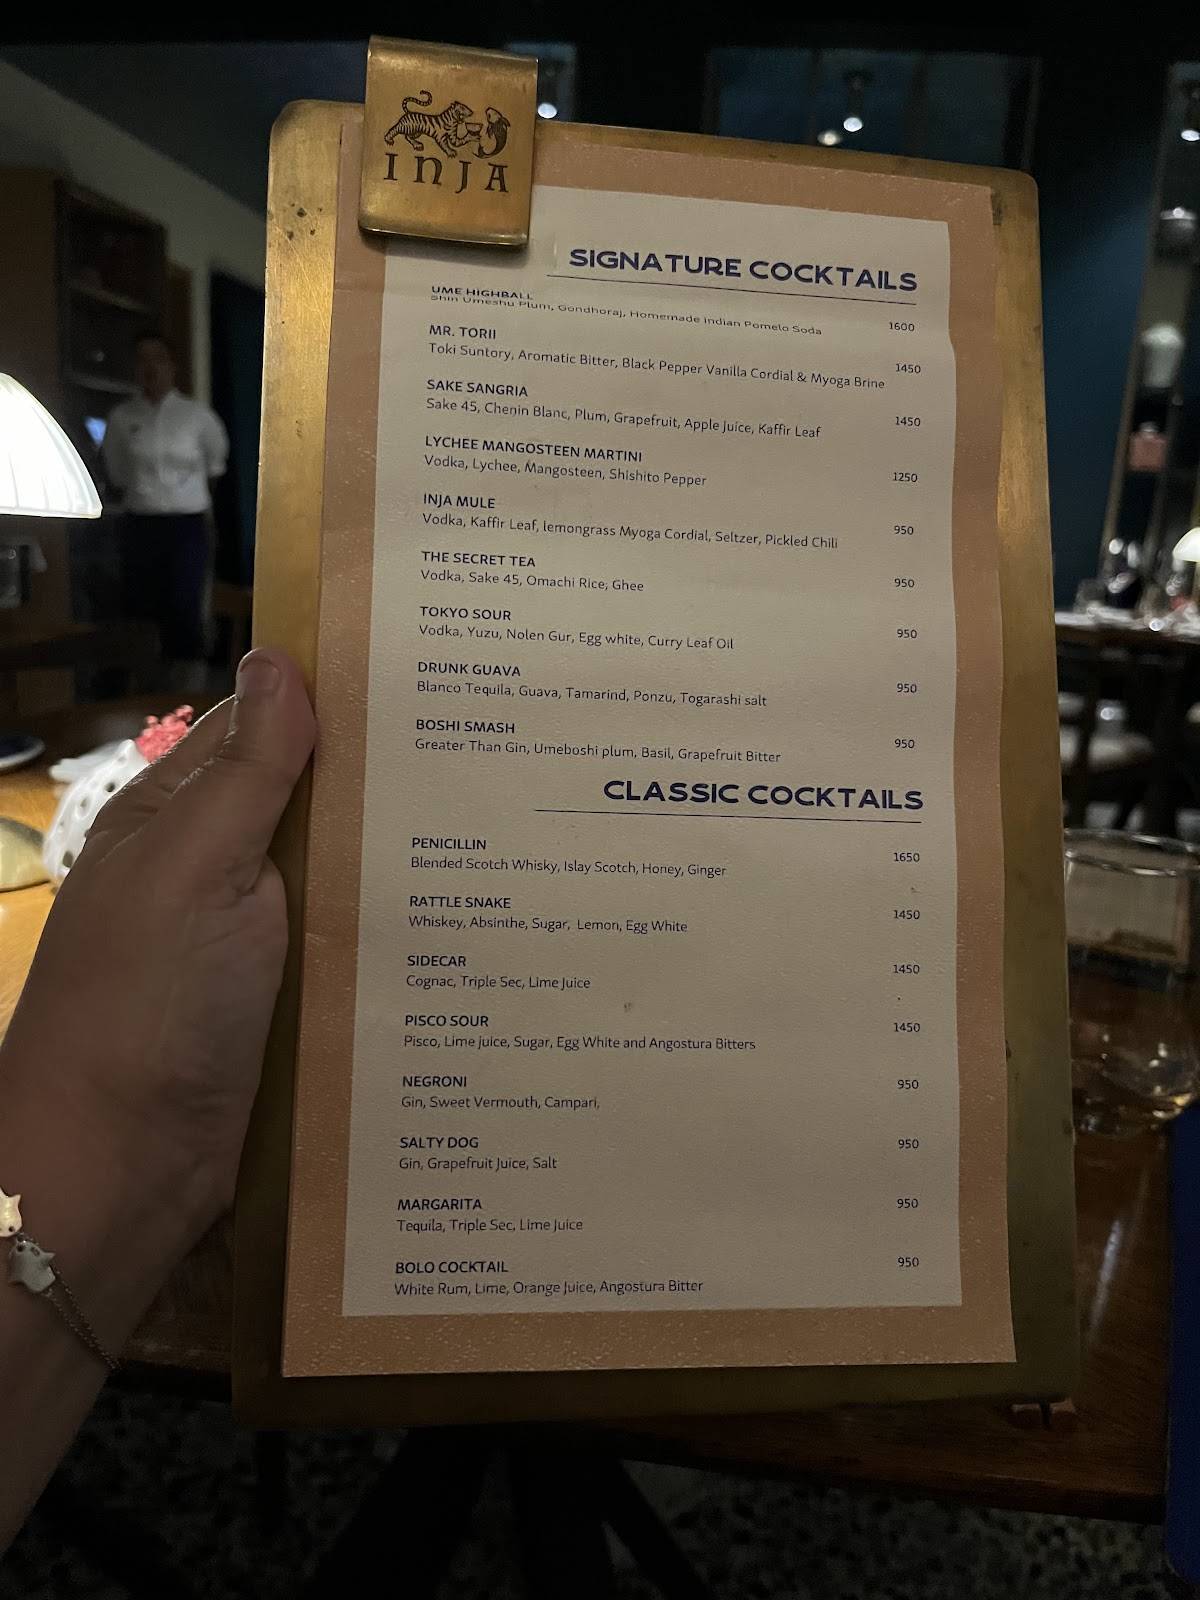 INJA
SIGNATURE COCKTAILS
UME HIGHBALL
Shin Umeshu Plum, Gondhoraj, Homemade Indian Pomelo Soda 1600
MR. TORII
Toki Suntory, Aromatic Bitter, Black Pepper Vanilla Cordial & Myoga Brine 1450
SAKE SANGRIA
Sake 45, Chenin Blanc, Plum, Grapefruit, Apple Juice, Kaffir Leaf 1450
LYCHEE MANGOSTEEN MARTINI
Vodka, Lychee, Mangosteen, Shishito Pepper 1250
INJA MULE
Vodka, Kaffir Leaf, lemongrass Myoga Cordial, Seltzer, Pickled Chili 950
THE SECRET TEA
Vodka, Sake 45, Omachi Rice, Ghee 950
TOKYO SOUR
Vodka, Yuzu, Nolen Gur, Egg white, Curry Leaf Oil 950
DRUNK GUAVA
Blanco Tequila, Guava, Tamarind, Ponzu, Togarashi salt 950
BOSHI SMASH
Greater Than Gin, Umeboshi plum, Basil, Grapefruit Bitter 950
CLASSIC COCKTAILS
PENICILLIN
Blended Scotch Whisky, Islay Scotch, Honey, Ginger 1650
RATTLE SNAKE
Whiskey, Absinthe, Sugar, Lemon, Egg White 1450
SIDECAR
Cognac, Triple Sec, Lime Juice 1450
PISCO SOUR
Pisco, Lime juice, Sugar, Egg White and Angostura Bitters 1450
NEGRONI
Gin, Sweet Vermouth, Campari, 950
SALTY DOG
Gin, Grapefruit Juice, Salt 950
MARGARITA
Tequila, Triple Sec, Lime Juice 950
BOLO COCKTAIL
White Rum, Lime, Orange Juice, Angostura Bitter 950